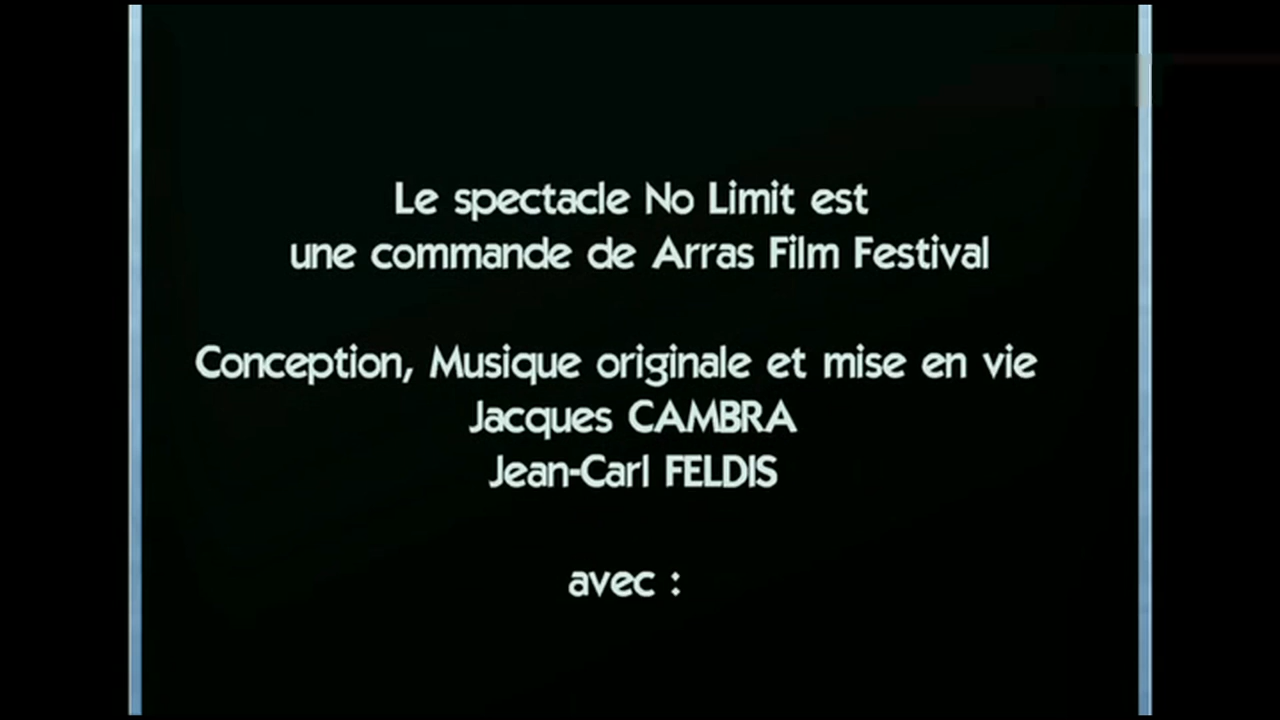 Le spectacle No Limit est
une commande de Arras Film Festival
Conception, Musique originale et mise en vie
Jacques CAMBRA
Jean-Carl FELDIS
avec :